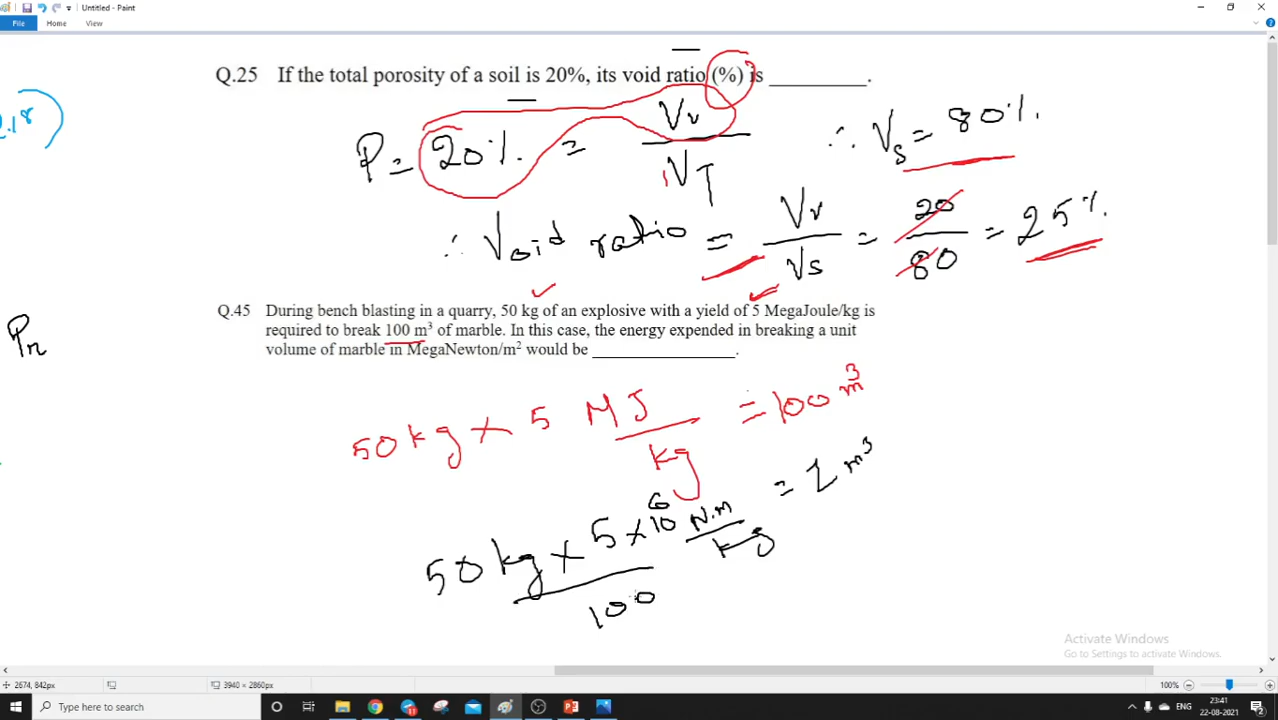 Untitled - Paint
File Home View
Q.25 If the total porosity of a soil is 20%, its void ratio (%) is __________.
P = 20% = Vv / VT
∴ Vs = 80%
∴ Void ratio = Vv / Vs = 20 / 80 = 25%
Q.45 During bench blasting in a quarry, 50 kg of an explosive with a yield of 5 MegaJoule/kg is
required to break 100 m³ of marble. In this case, the energy expended in breaking a unit
volume of marble in MegaNewton/m² would be _______________.
50 kg × 5 MJ / kg = 100 m³
50 kg × 5 × 10⁶ N.m / kg = 1 m³
100
Activate Windows
Go to Settings to activate Windows.
2674, 842px
3940 × 2860px
100%
Type here to search
23:41
22-08-2021